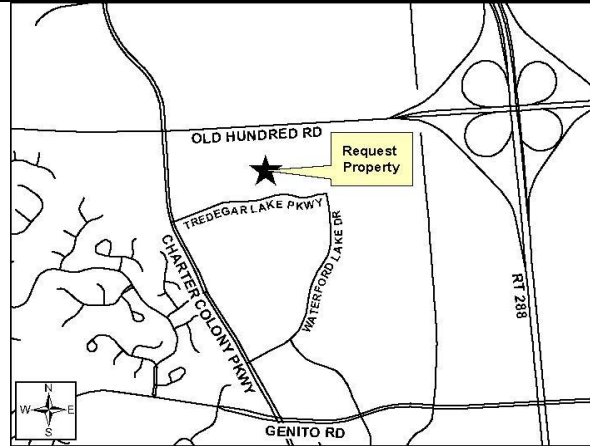 OLD HUNDRED RD
Request
Property
TREDEGAR LAKE PKWY
CHARTER COLONY PKWY
WATERFORD LAKE DR
RT 288
N
W E
S
GENITO RD